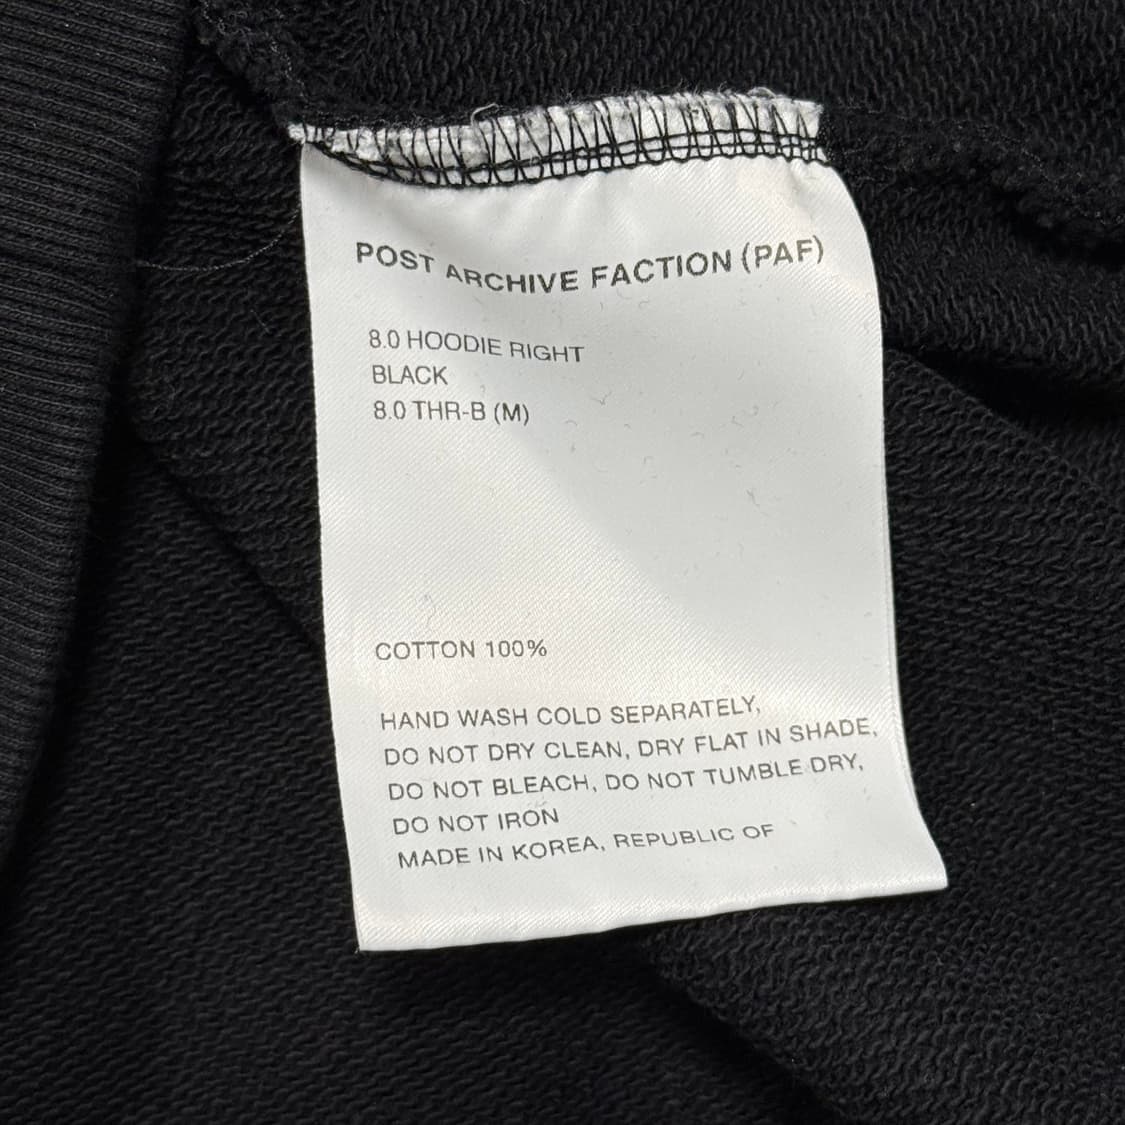 POST ARCHIVE FACTION (PAF)
8.0 HOODIE RIGHT
BLACK
8.0 THR-B (M)
COTTON 100%
HAND WASH COLD SEPARATELY,
DO NOT DRY CLEAN, DRY FLAT IN SHADE,
DO NOT BLEACH, DO NOT TUMBLE DRY,
DO NOT IRON
MADE IN KOREA, REPUBLIC OF